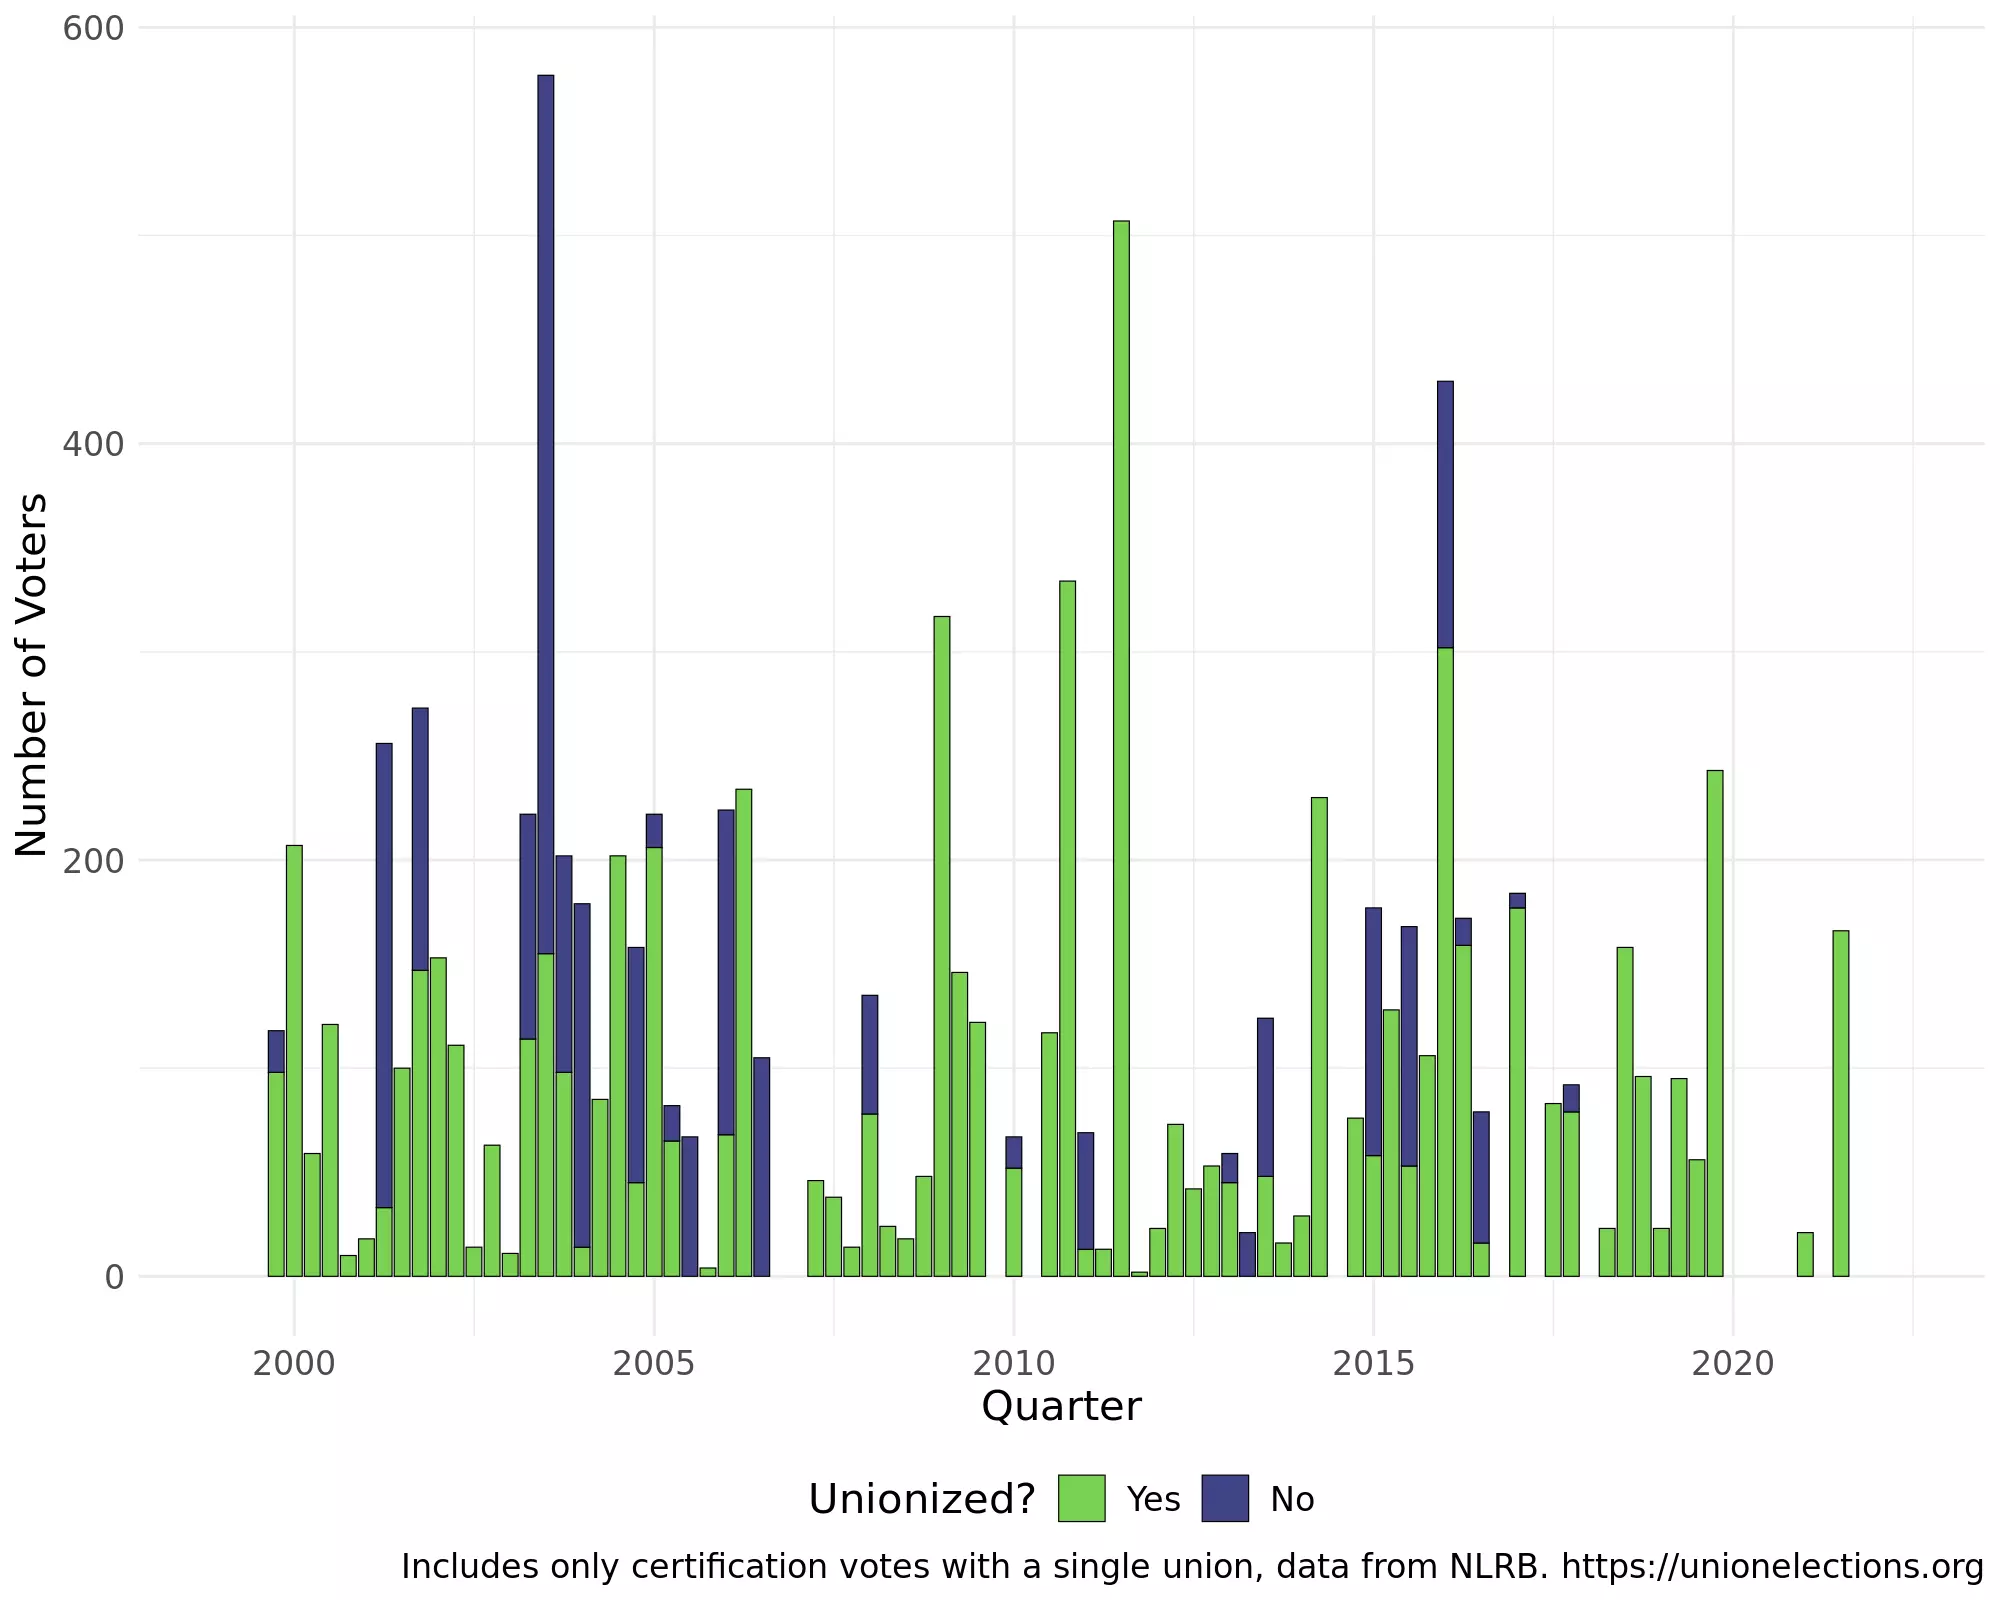 600
400
200
0
Number of Voters
2000 2005 2010 2015 2020
Quarter
Unionized? Yes No
Includes only certification votes with a single union, data from NLRB. https://unionelections.org